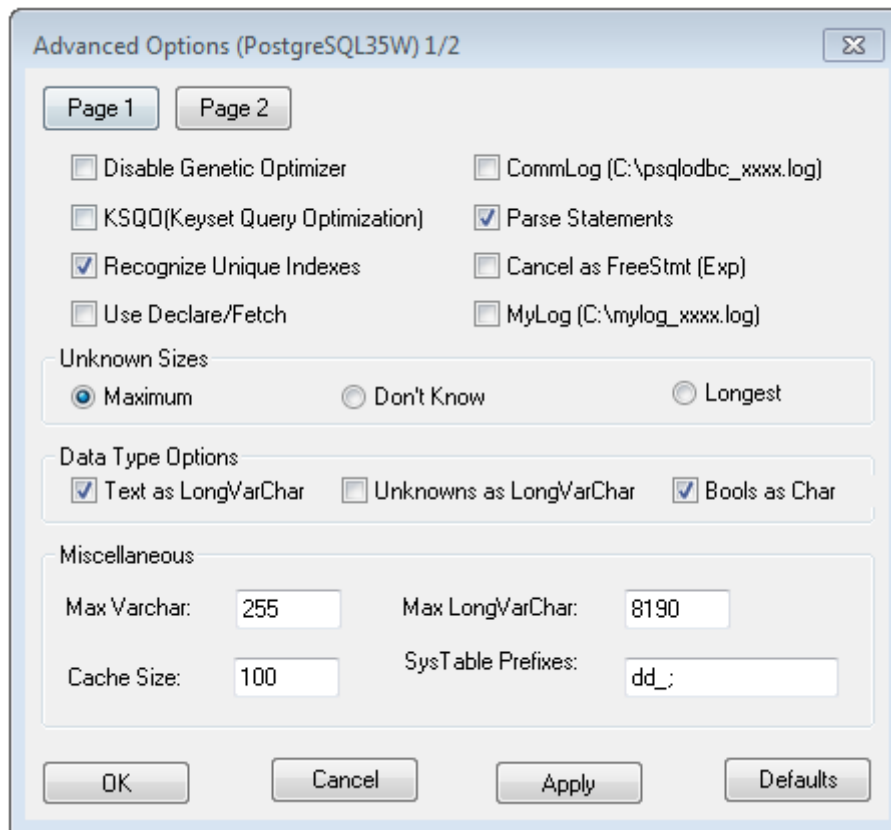 Advanced Options (PostgreSQL35W) 1/2
Page 1 Page 2
Disable Genetic Optimizer CommLog (C:\psqlodbc_xxxx.log)
KSQO(Keyset Query Optimization) Parse Statements
Recognize Unique Indexes Cancel as FreeStmt (Exp)
Use Declare/Fetch MyLog (C:\mylog_xxxx.log)
Unknown Sizes
Maximum Don't Know Longest
Data Type Options
Text as LongVarChar Unknowns as LongVarChar Bools as Char
Miscellaneous
Max Varchar: 255 Max LongVarChar: 8190
Cache Size: 100 SysTable Prefixes: dd_;
OK Cancel Apply Defaults